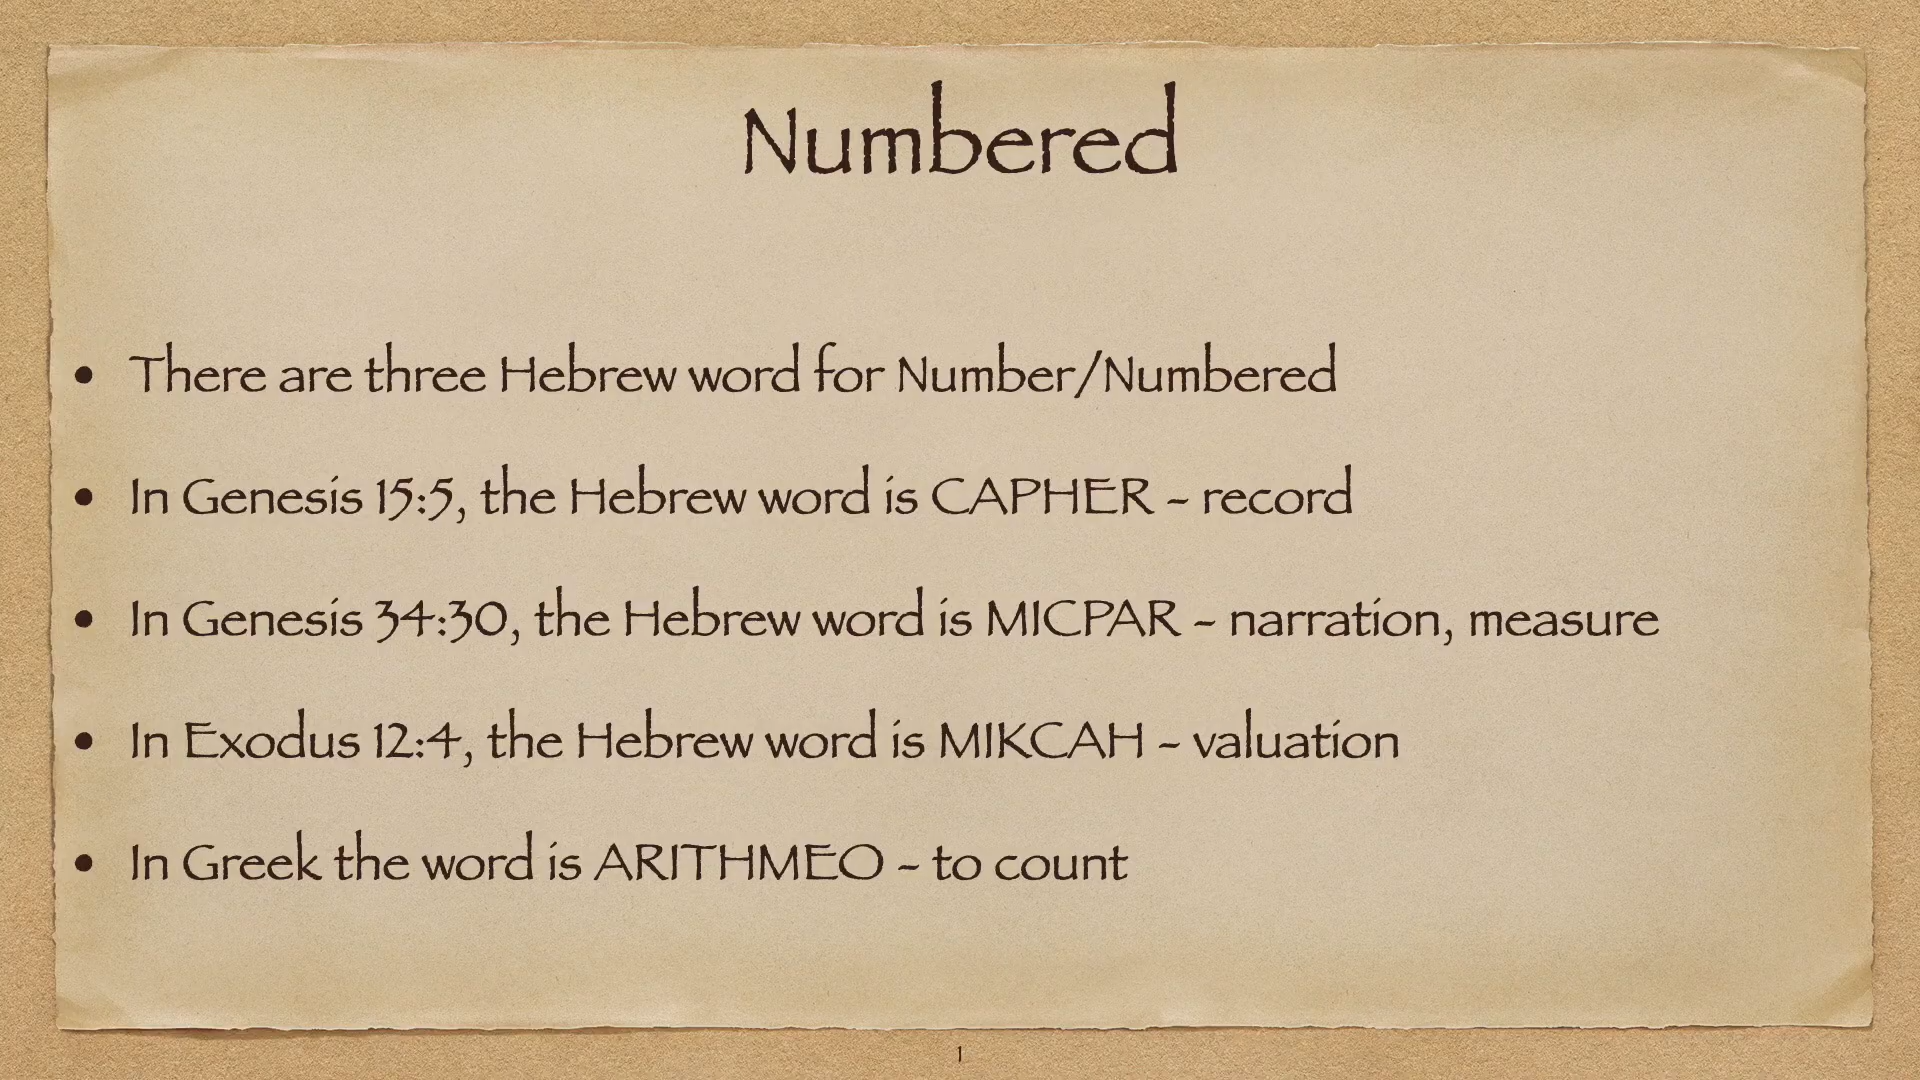 Numbered
• There are three Hebrew word for Number/Numbered
• In Genesis 15:5, the Hebrew word is CAPHER - record
• In Genesis 34:30, the Hebrew word is MICPAR - narration, measure
• In Exodus 12:4, the Hebrew word is MIKCAH - valuation
• In Greek the word is ARITHMEO - to count
1